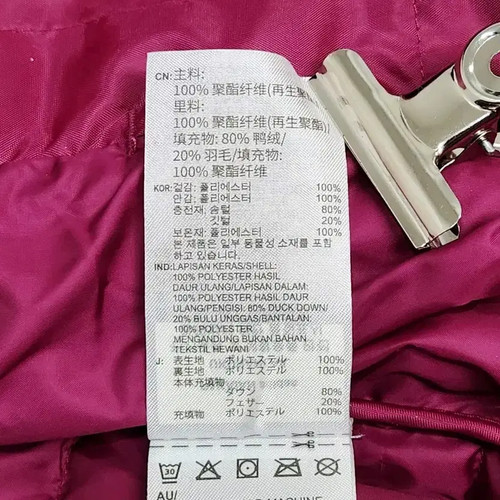 CN: 主料:
100% 聚酯纤维(再生聚酯)
里料:
100% 聚酯纤维(再生聚酯)
填充物: 80% 鸭绒/
20% 羽毛/填充物:
100% 聚酯纤维
KOR: 겉감: 폴리에스터 100%
안감: 폴리에스터 100%
충전재: 솜털 80%
깃털 20%
보온재: 폴리에스터 100%
본 제품은 일부 동물성 소재를 포함
하고 있습니다.
IND: LAPISAN KERAS/SHELL:
100% POLYESTER HASIL
DAUR ULANG/LAPISAN DALAM:
100% POLYESTER HASIL DAUR
ULANG/PENGISI: 80% DUCK DOWN/
20% BULU UNGGAS/BANTALAN:
100% POLYESTER
MENGANDUNG BUKAN BAHAN
TEKSTIL HEWANI
J: 表生地 ポリエステル 100%
裏生地 ポリエステル 100%
本体充填物
ダウン 80%
フェザー 20%
充填物 ポリエステル 100%
30
AU/
MACHINE